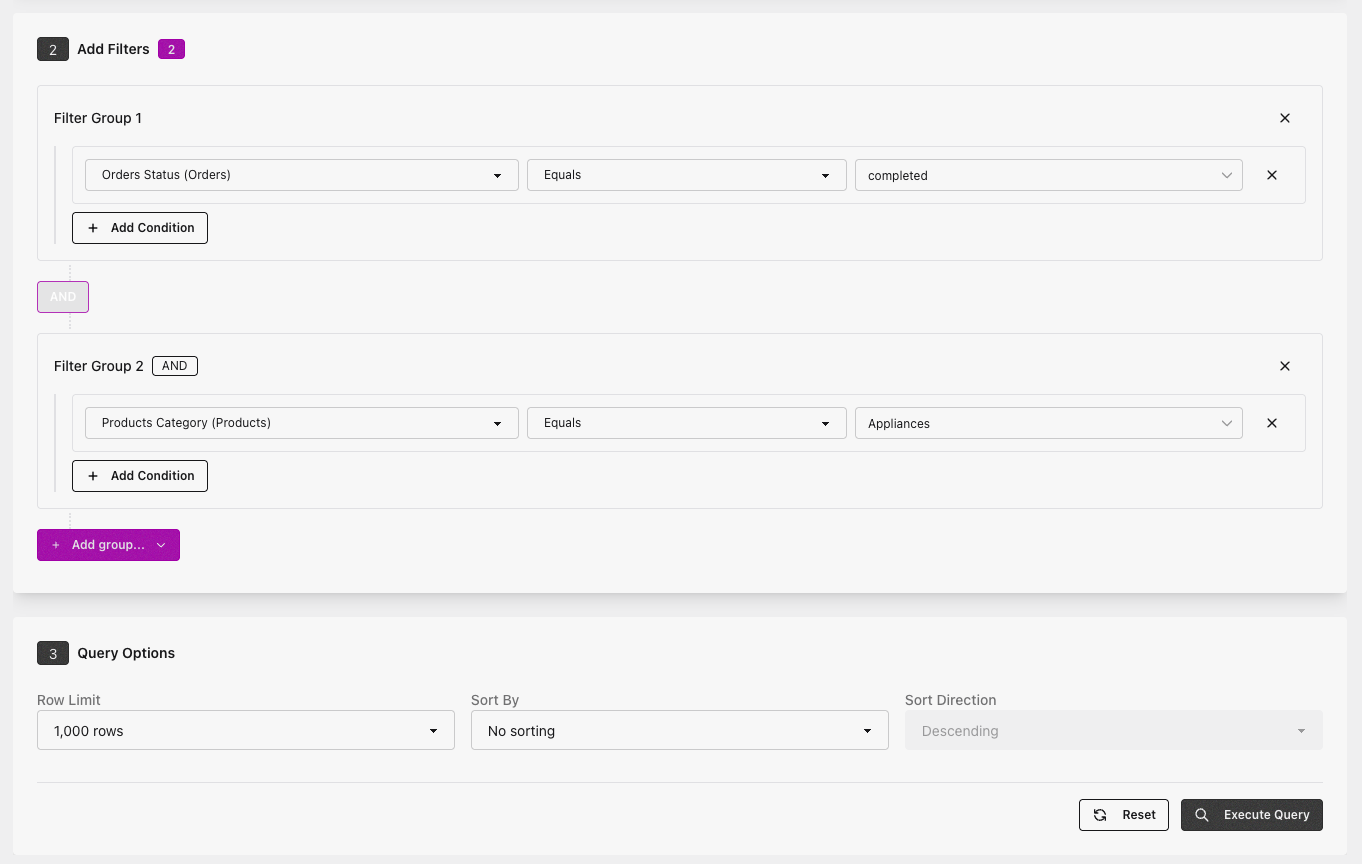 2 Add Filters 2
Filter Group 1
Orders Status (Orders) Equals completed
Add Condition
AND
Filter Group 2 AND
Products Category (Products) Equals Appliances
Add Condition
Add group...
3 Query Options
Row Limit Sort By Sort Direction
1,000 rows No sorting Descending
Reset Execute Query